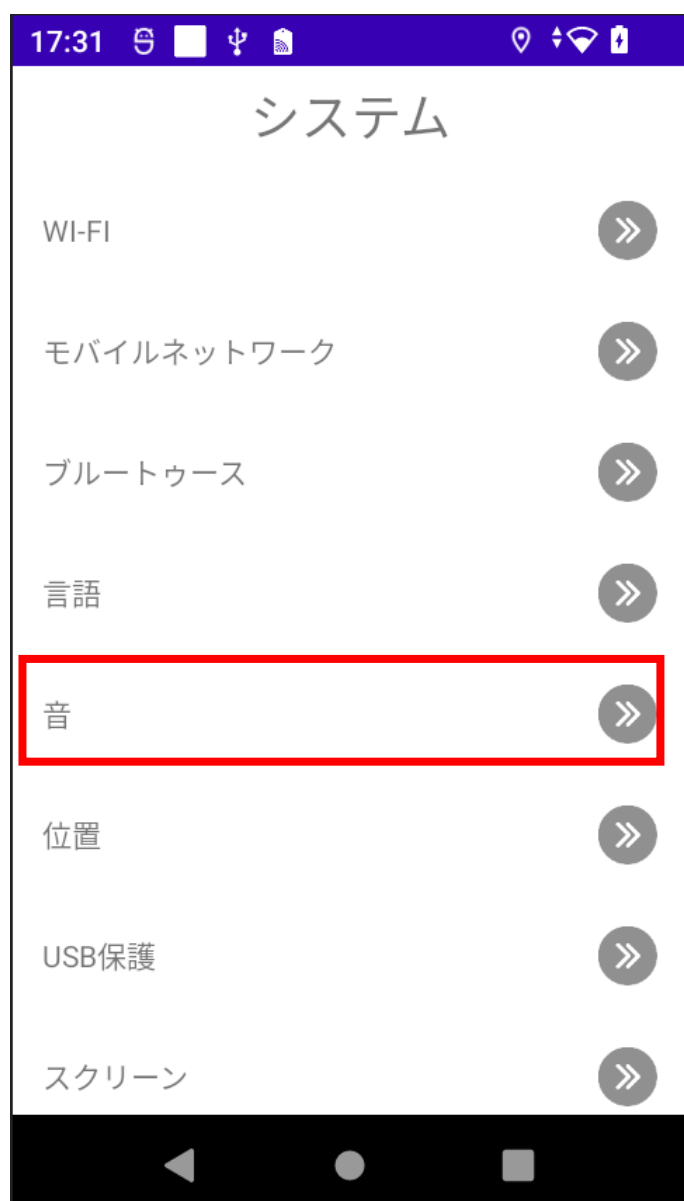 17:31
システム
WI-FI
モバイルネットワーク
ブルートゥース
言語
音
位置
USB保護
スクリーン